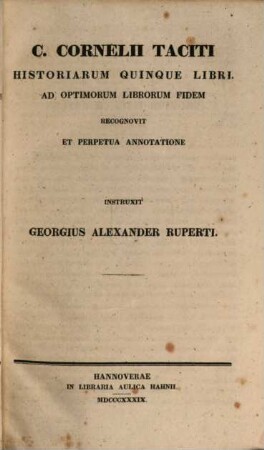 C. CORNELII TACITI
HISTORIARUM QUINQUE LIBRI.
AD OPTIMORUM LIBRORUM FIDEM
RECOGNOVIT
ET PERPETUA ANNOTATIONE
INSTRUXIT
GEORGIUS ALEXANDER RUPERTI.
HANNOVERAE
IN LIBRARIA AULICA HAHNII.
MDCCCXXXIX.